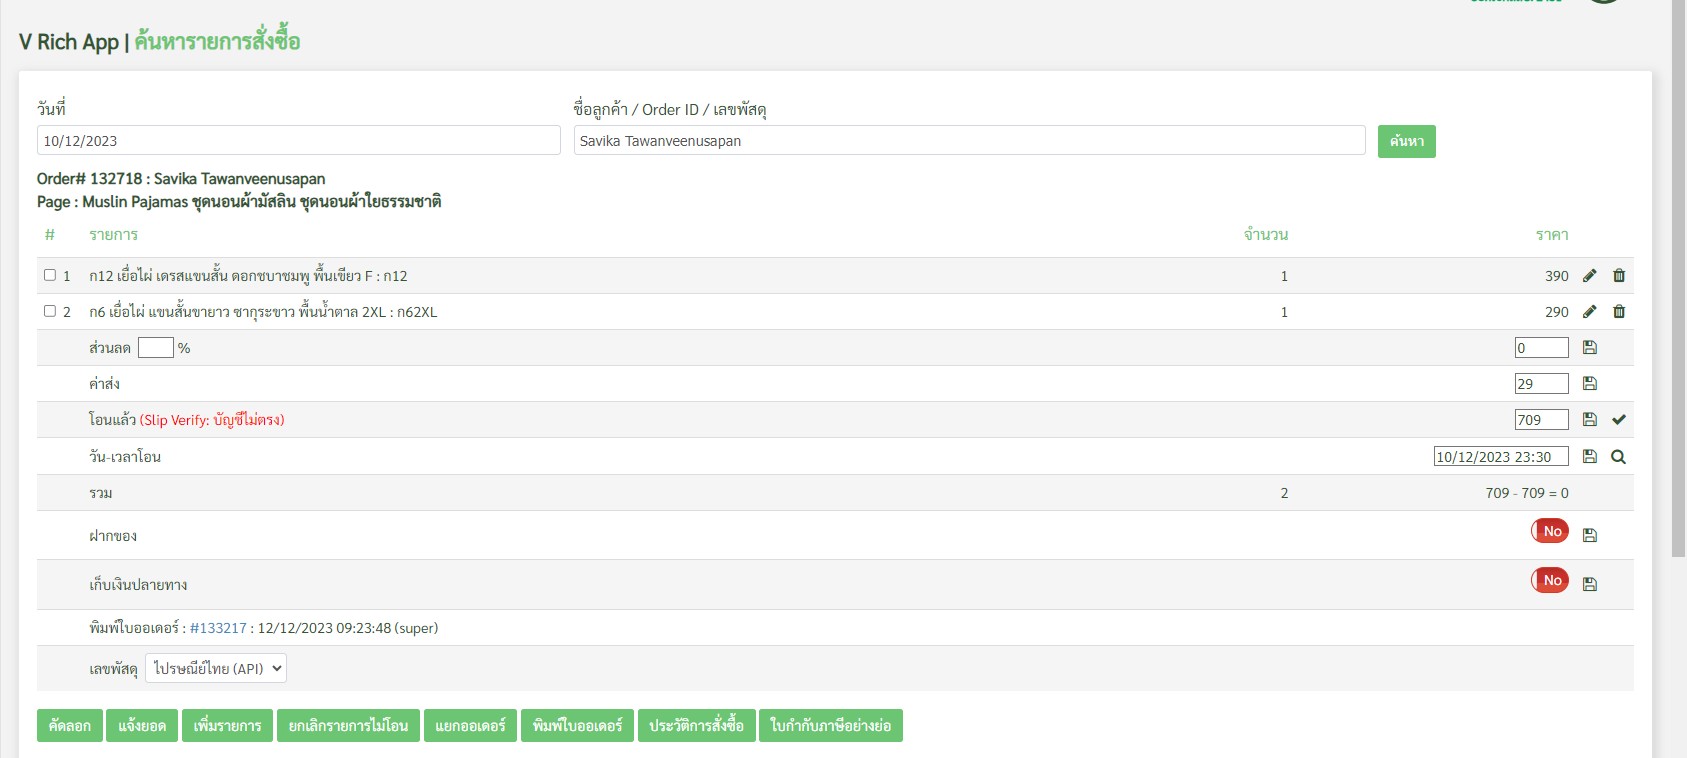 V Rich App | ค้นหารายการสั่งซื้อ
วันที่
ชื่อลูกค้า / Order ID / เลขพัสดุ
10/12/2023
Savika Tawanveenusapan
ค้นหา
Order# 132718 : Savika Tawanveenusapan
Page : Muslin Pajamas ชุดนอนผ้ามัสลิน ชุดนอนผ้าใยธรรมชาติ
# รายการ จำนวน ราคา
1 ก12 เยื่อไผ่ เดรสแขนสั้น ดอกชบาชมพู พื้นเขียว F : ก12 1 390
2 ก6 เยื่อไผ่ แขนสั้นขายาว ซากุระขาว พื้นน้ำตาล 2XL : ก62XL 1 290
ส่วนลด % 0
ค่าส่ง 29
โอนแล้ว (Slip Verify: บัญชีไม่ตรง) 709
วัน-เวลาโอน 10/12/2023 23:30
รวม 2 709 - 709 = 0
ฝากของ No
เก็บเงินปลายทาง No
พิมพ์ใบออเดอร์ : #133217 : 12/12/2023 09:23:48 (super)
เลขพัสดุ ไปรษณีย์ไทย (API)
คัดลอก แจ้งยอด เพิ่มรายการ ยกเลิกรายการไม่โอน แยกออเดอร์ พิมพ์ใบออเดอร์ ประวัติการสั่งซื้อ ใบกำกับภาษีอย่างย่อ